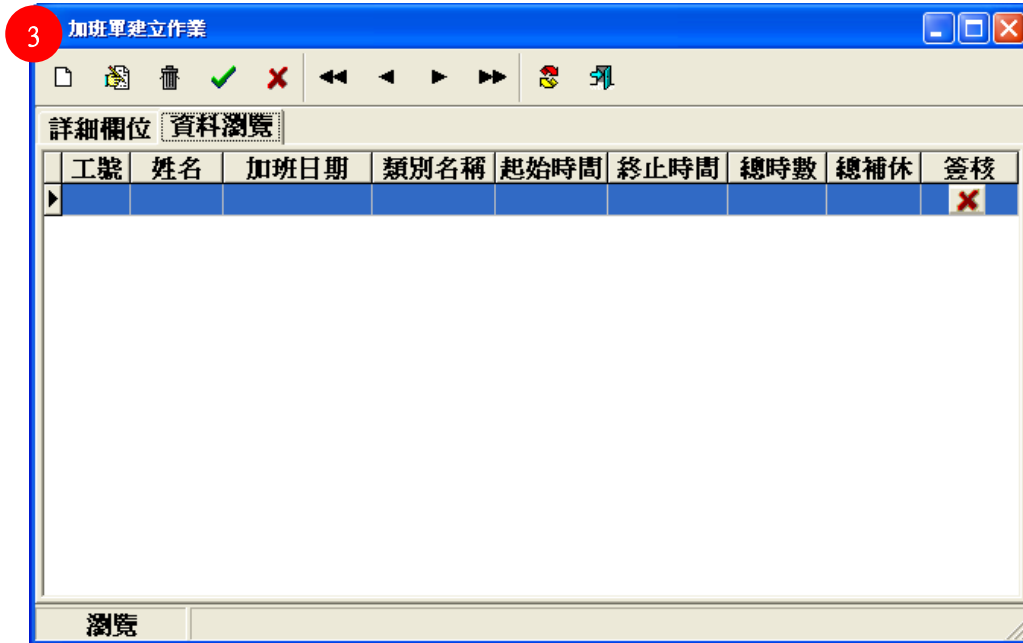 3
加班單建立作業
詳細欄位 資料瀏覽
工號 姓名 加班日期 類別名稱 起始時間 終止時間 總時數 總補休 簽核
瀏覽